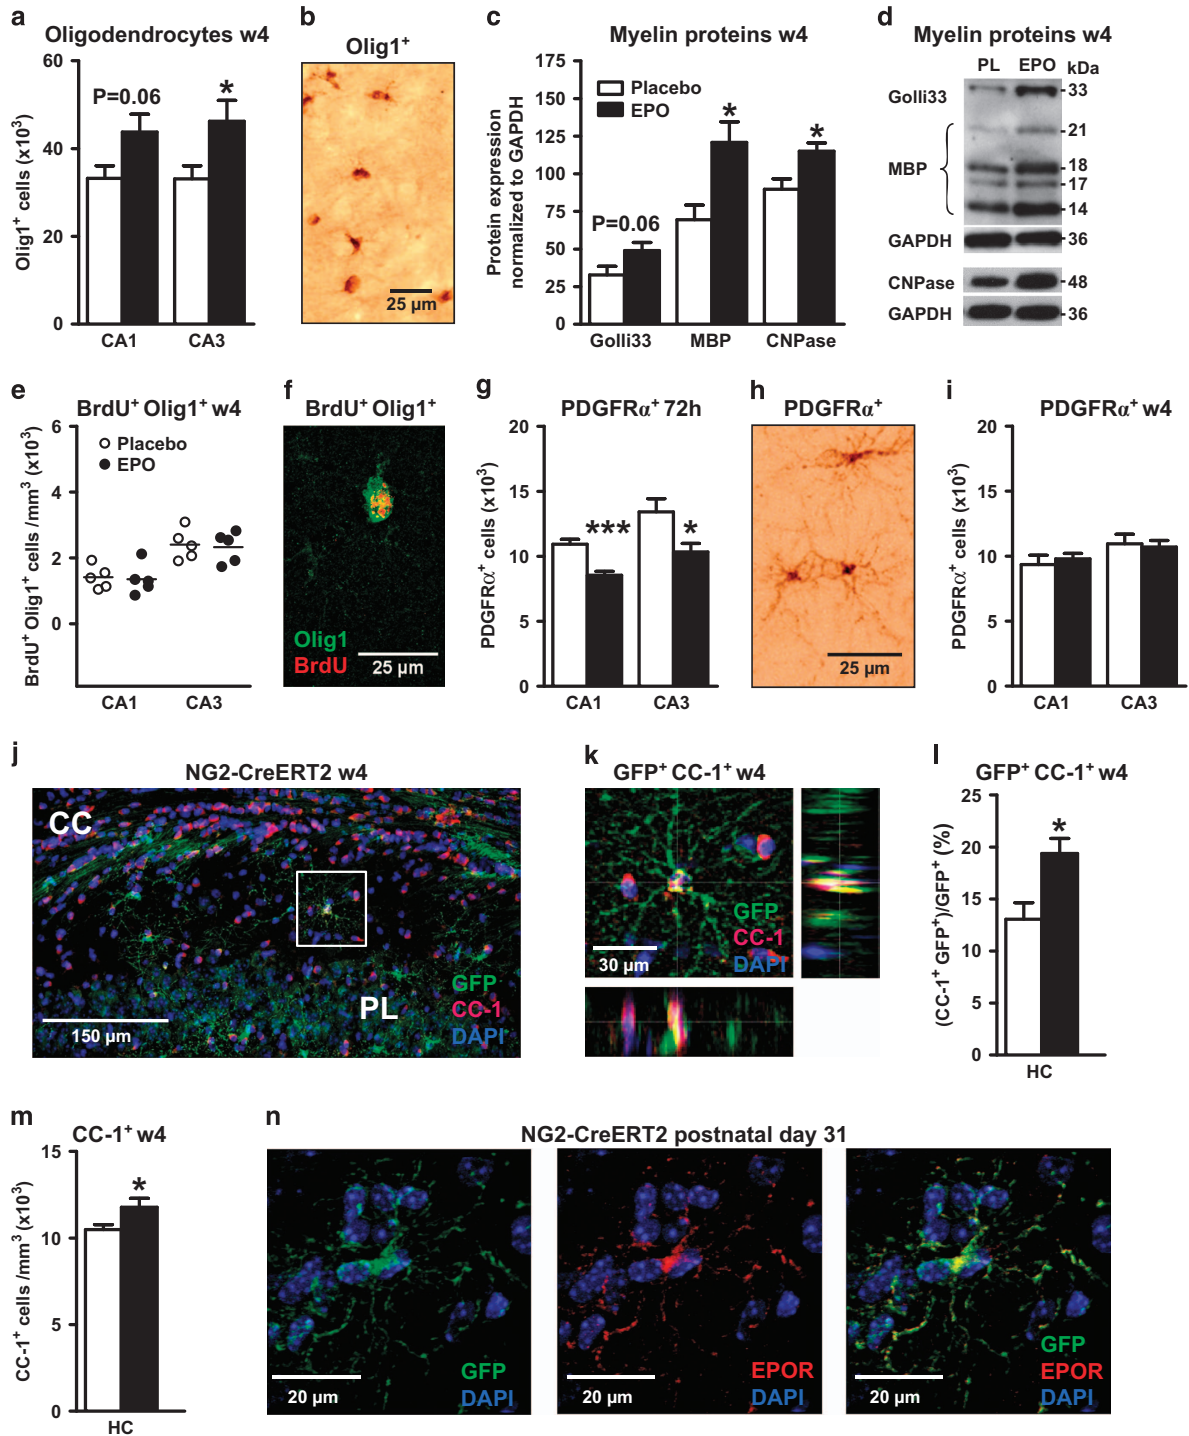 a
Oligodendrocytes w4
Olig1⁺ cells (x10³)
60
40
20
0
P=0.06
*
CA1 CA3
b
Olig1⁺
25 µm
c
Myelin proteins w4
Protein expression
normalized to GAPDH
175
150
125
100
75
50
25
0
Placebo
EPO
P=0.06
*
*
Golli33 MBP CNPase
d
Myelin proteins w4
PL EPO kDa
Golli33 -33
MBP
-21
-18
-17
-14
GAPDH -36
CNPase -48
GAPDH -36
e
BrdU⁺ Olig1⁺ w4
BrdU⁺ Olig1⁺ cells /mm³ (x10³)
6
4
2
0
Placebo
EPO
CA1 CA3
f
BrdU⁺ Olig1⁺
Olig1
BrdU
25 µm
g
PDGFRα⁺ 72h
PDGFRα⁺ cells (x10³)
20
15
10
5
0
***
*
CA1 CA3
h
PDGFRα⁺
25 µm
i
PDGFRα⁺ w4
PDGFRα⁺ cells (x10³)
20
15
10
5
0
CA1 CA3
j
NG2-CreERT2 w4
CC
PL
GFP
CC-1
DAPI
150 µm
k
GFP⁺ CC-1⁺ w4
GFP
CC-1
DAPI
30 µm
l
GFP⁺ CC-1⁺ w4
(CC-1⁺ GFP⁺)/GFP⁺ (%)
25
20
15
10
5
0
*
HC
m
CC-1⁺ w4
CC-1⁺ cells /mm³ (x10³)
15
10
5
0
*
HC
n
NG2-CreERT2 postnatal day 31
GFP
DAPI
20 µm
EPOR
DAPI
20 µm
GFP
EPOR
DAPI
20 µm